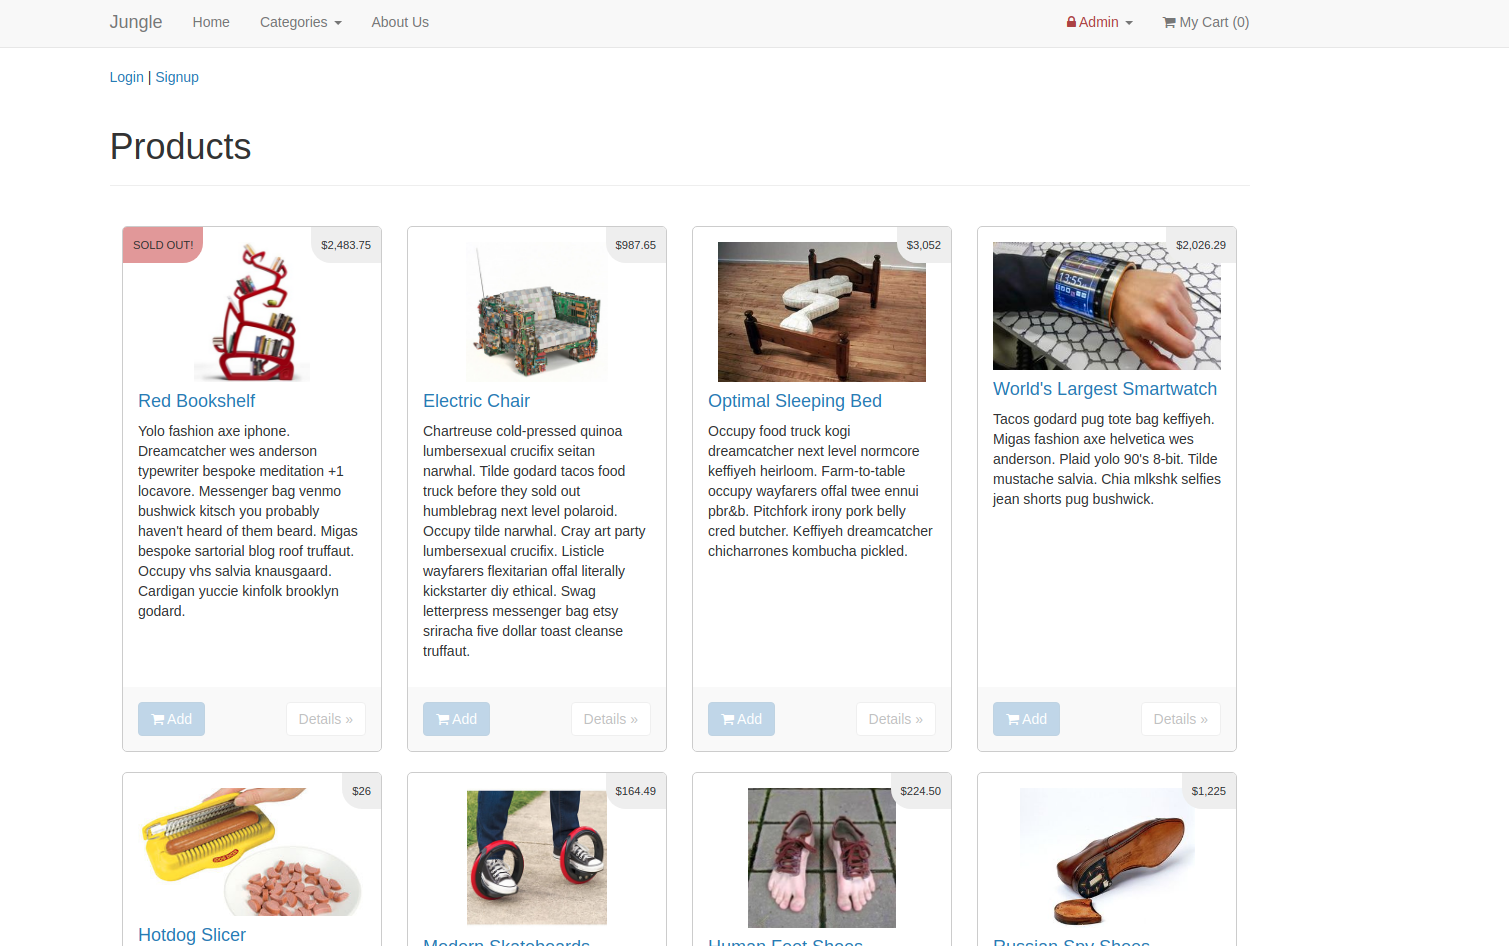 Jungle Home Categories About Us Admin My Cart (0)
Login | Signup
Products
SOLD OUT! $2,483.75
Red Bookshelf
Yolo fashion axe iphone.
Dreamcatcher wes anderson
typewriter bespoke meditation +1
locavore. Messenger bag venmo
bushwick kitsch you probably
haven't heard of them beard. Migas
bespoke sartorial blog roof truffaut.
Occupy vhs salvia knausgaard.
Cardigan yuccie kinfolk brooklyn
godard.
Add Details »
$987.65
Electric Chair
Chartreuse cold-pressed quinoa
lumbersexual crucifix seitan
narwhal. Tilde godard tacos food
truck before they sold out
humblebrag next level polaroid.
Occupy tilde narwhal. Cray art party
lumbersexual crucifix. Listicle
wayfarers flexitarian offal literally
kickstarter diy ethical. Swag
letterpress messenger bag etsy
sriracha five dollar toast cleanse
truffaut.
Add Details »
$3,052
Optimal Sleeping Bed
Occupy food truck kogi
dreamcatcher next level normcore
keffiyeh heirloom. Farm-to-table
occupy wayfarers offal twee ennui
pbr&b. Pitchfork irony pork belly
cred butcher. Keffiyeh dreamcatcher
chicharrones kombucha pickled.
Add Details »
$2,026.29
13:55
World's Largest Smartwatch
Tacos godard pug tote bag keffiyeh.
Migas fashion axe helvetica wes
anderson. Plaid yolo 90's 8-bit. Tilde
mustache salvia. Chia mlkshk selfies
jean shorts pug bushwick.
Add Details »
$26
Hotdog Slicer
$164.49
Modern Skateboards
$224.50
Human Feet Shoes
$1,225
Russian Spy Shoes